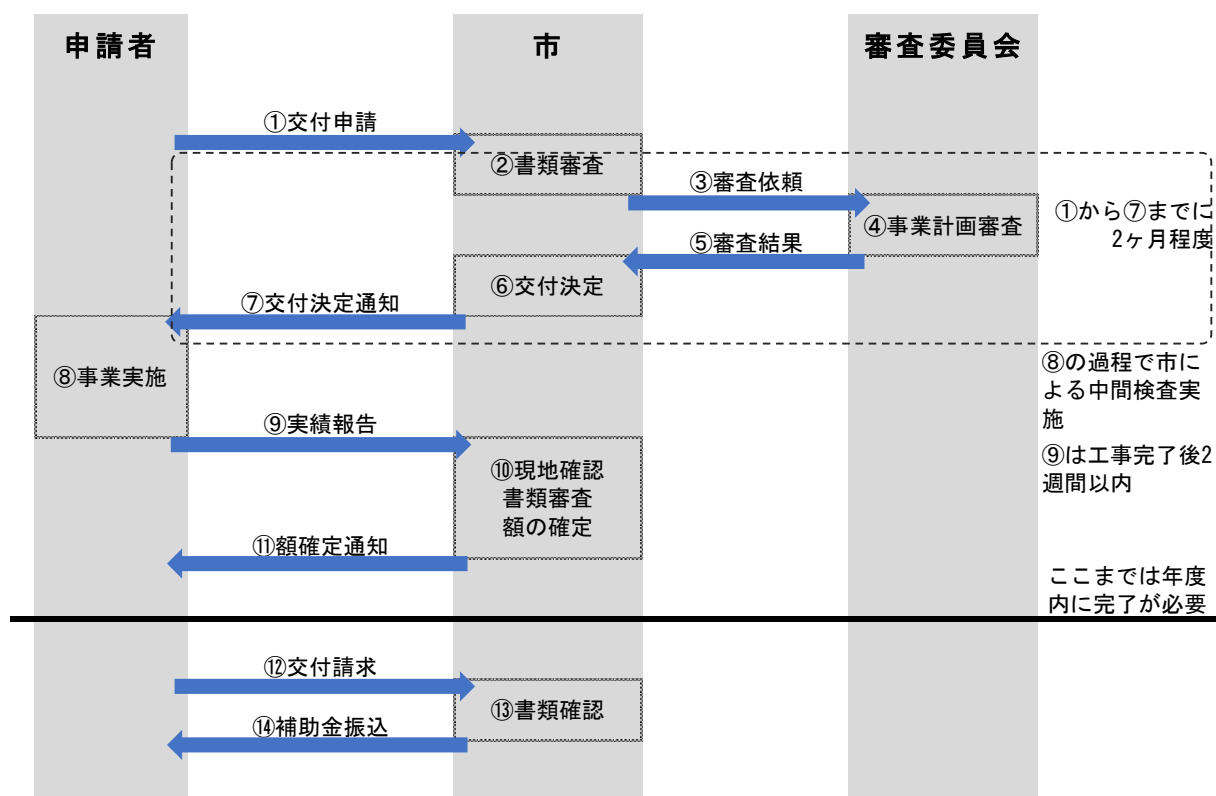 申請者
市
審査委員会
①交付申請
②書類審査
③審査依頼
④事業計画審査
①から⑦までに
2ヶ月程度
⑤審査結果
⑥交付決定
⑦交付決定通知
⑧事業実施
⑧の過程で市に
よる中間検査実
施
⑨実績報告
⑨は工事完了後2
週間以内
⑩現地確認
書類審査
額の確定
⑪額確定通知
ここまでは年度
内に完了が必要
⑫交付請求
⑬書類確認
⑭補助金振込